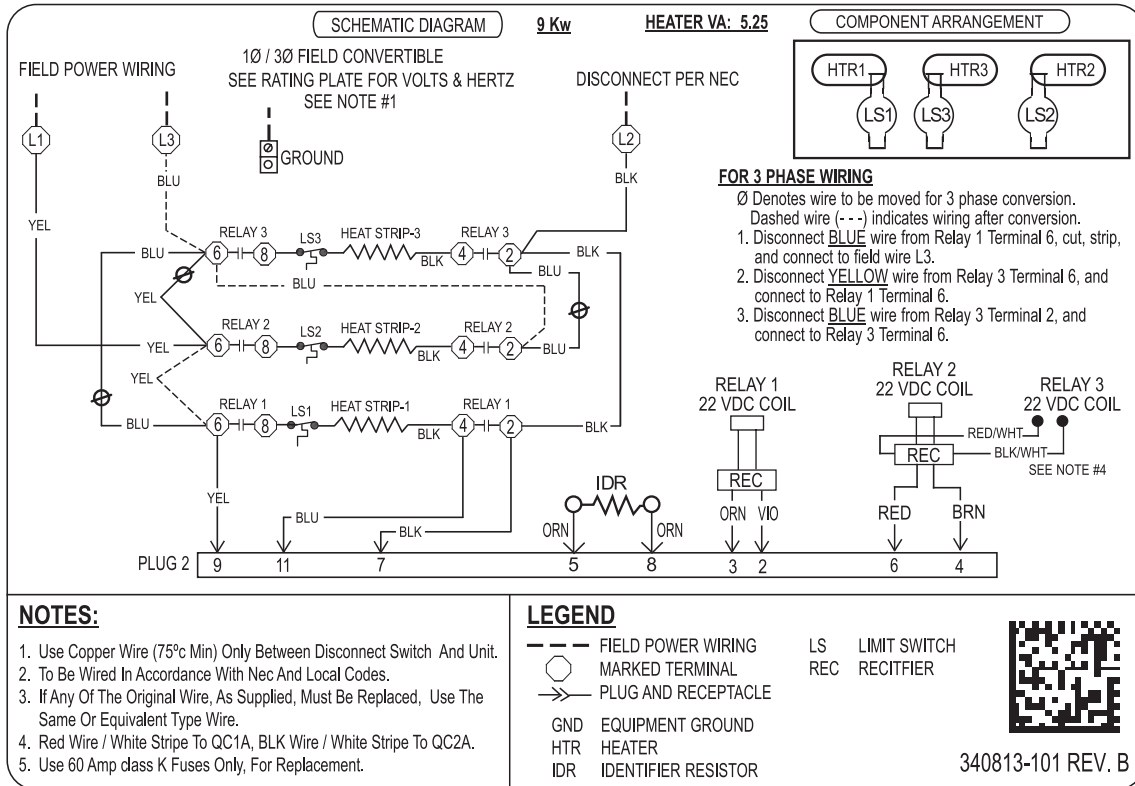 SCHEMATIC DIAGRAM
9 Kw
HEATER VA: 5.25
COMPONENT ARRANGEMENT
FIELD POWER WIRING
1Ø / 3Ø FIELD CONVERTIBLE
SEE RATING PLATE FOR VOLTS & HERTZ
SEE NOTE #1
DISCONNECT PER NEC
HTR1
HTR3
HTR2
LS1
LS3
LS2
L1
L3
GROUND
L2
BLU
BLK
YEL
FOR 3 PHASE WIRING
Ø Denotes wire to be moved for 3 phase conversion.
Dashed wire (- - -) indicates wiring after conversion.
1. Disconnect BLUE wire from Relay 1 Terminal 6, cut, strip,
and connect to field wire L3.
2. Disconnect YELLOW wire from Relay 3 Terminal 6, and
connect to Relay 1 Terminal 6.
3. Disconnect BLUE wire from Relay 3 Terminal 2, and
connect to Relay 3 Terminal 6.
BLU
6
RELAY 3
8
LS3
HEAT STRIP-3
BLK
4
RELAY 3
2
BLK
BLU
BLU
YEL
YEL
6
RELAY 2
8
LS2
HEAT STRIP-2
BLK
4
RELAY 2
2
BLU
YEL
BLU
6
RELAY 1
8
LS1
HEAT STRIP-1
BLK
4
RELAY 1
2
BLK
RELAY 1
22 VDC COIL
RELAY 2
22 VDC COIL
RELAY 3
22 VDC COIL
RED/WHT
BLK/WHT
SEE NOTE #4
REC
REC
YEL
BLU
BLK
IDR
ORN
ORN
ORN
VIO
RED
BRN
PLUG 2
9
11
7
5
8
3
2
6
4
NOTES:
1. Use Copper Wire (75ºc Min) Only Between Disconnect Switch And Unit.
2. To Be Wired In Accordance With Nec And Local Codes.
3. If Any Of The Original Wire, As Supplied, Must Be Replaced, Use The
Same Or Equivalent Type Wire.
4. Red Wire / White Stripe To QC1A, BLK Wire / White Stripe To QC2A.
5. Use 60 Amp class K Fuses Only, For Replacement.
LEGEND
FIELD POWER WIRING
MARKED TERMINAL
PLUG AND RECEPTACLE
GND EQUIPMENT GROUND
HTR HEATER
IDR IDENTIFIER RESISTOR
LS LIMIT SWITCH
REC RECITFIER
340813-101 REV. B